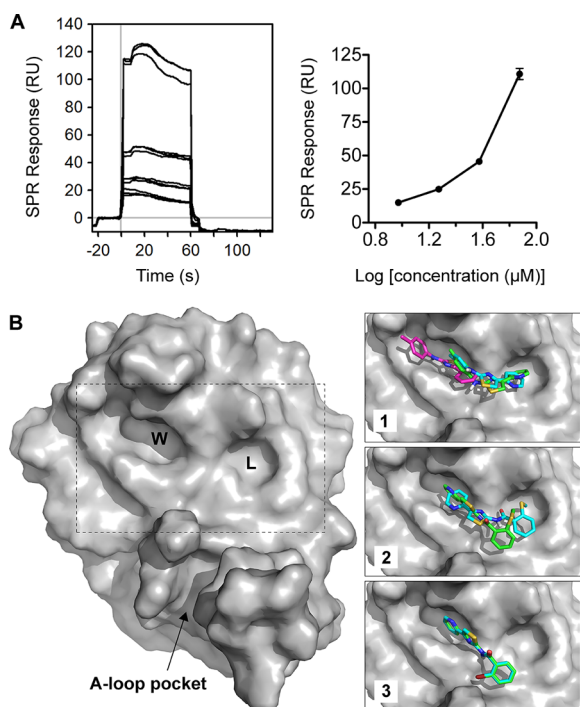 A
SPR Response (RU)
140
120
100
80
60
40
20
0
-20 20 60 100
Time (s)
SPR Response (RU)
125
100
75
50
25
0
0.8 1.2 1.6 2.0
Log [concentration (µM)]
B
W
L
A-loop pocket
1
2
3